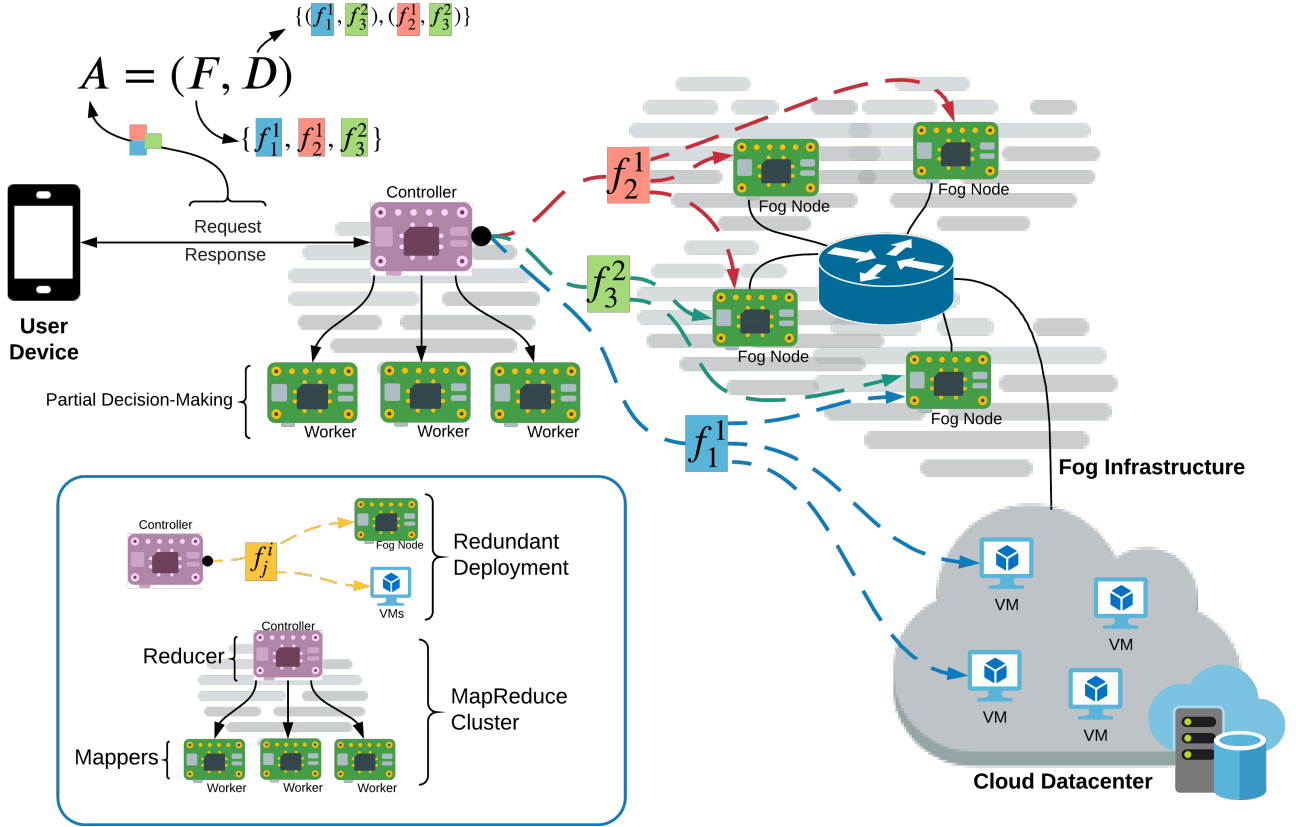 {(f₁¹, f₃²), (f₂¹, f₃²)}
A = (F, D)
{f₁¹, f₂¹, f₃²}
Controller
Request
Response
User
Device
Partial Decision-Making
Worker
Worker
Worker
f₂¹
f₃²
f₁¹
Fog Node
Fog Node
Fog Node
Fog Node
Fog Infrastructure
VM
VM
VM
VM
Cloud Datacenter
Controller
fⱼⁱ
Fog Node
VMs
Redundant
Deployment
Controller
Reducer
MapReduce
Cluster
Mappers
Worker
Worker
Worker